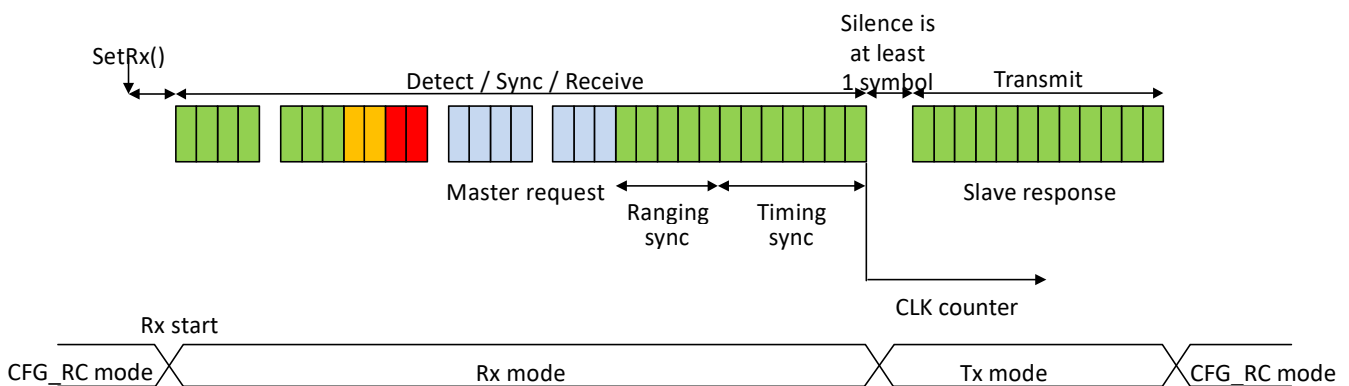 Silence is
at least
1 symbol
SetRx()
Detect / Sync / Receive
Transmit
Master request
Ranging
sync
Timing
sync
Slave response
CLK counter
Rx start
CFG_RC mode
Rx mode
Tx mode
CFG_RC mode